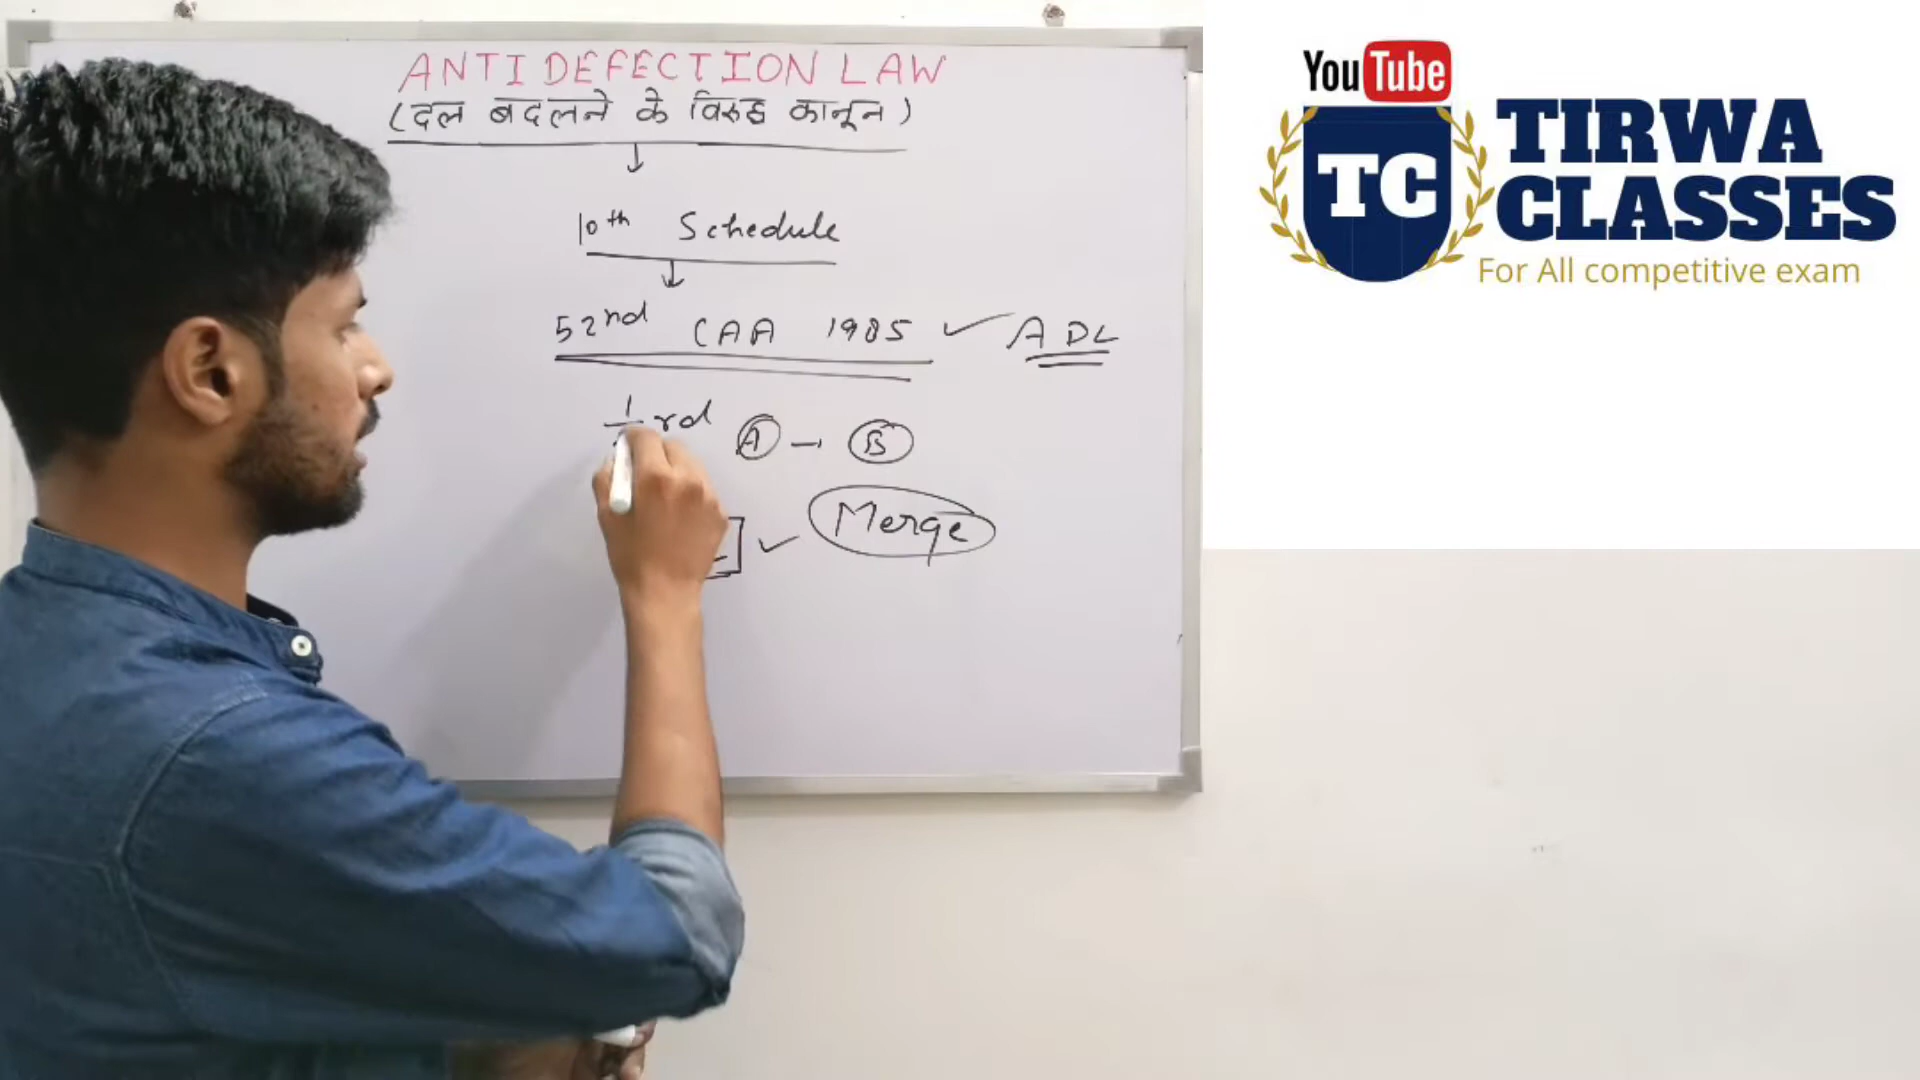 ANTI DEFECTION LAW
(दल बदलने के विरुद्ध कानून)
10th Schedule
52nd CAA 1985 ✓ ADL
1 rd A → B
✓ Merge
YouTube
TC
TIRWA
CLASSES
For All competitive exam